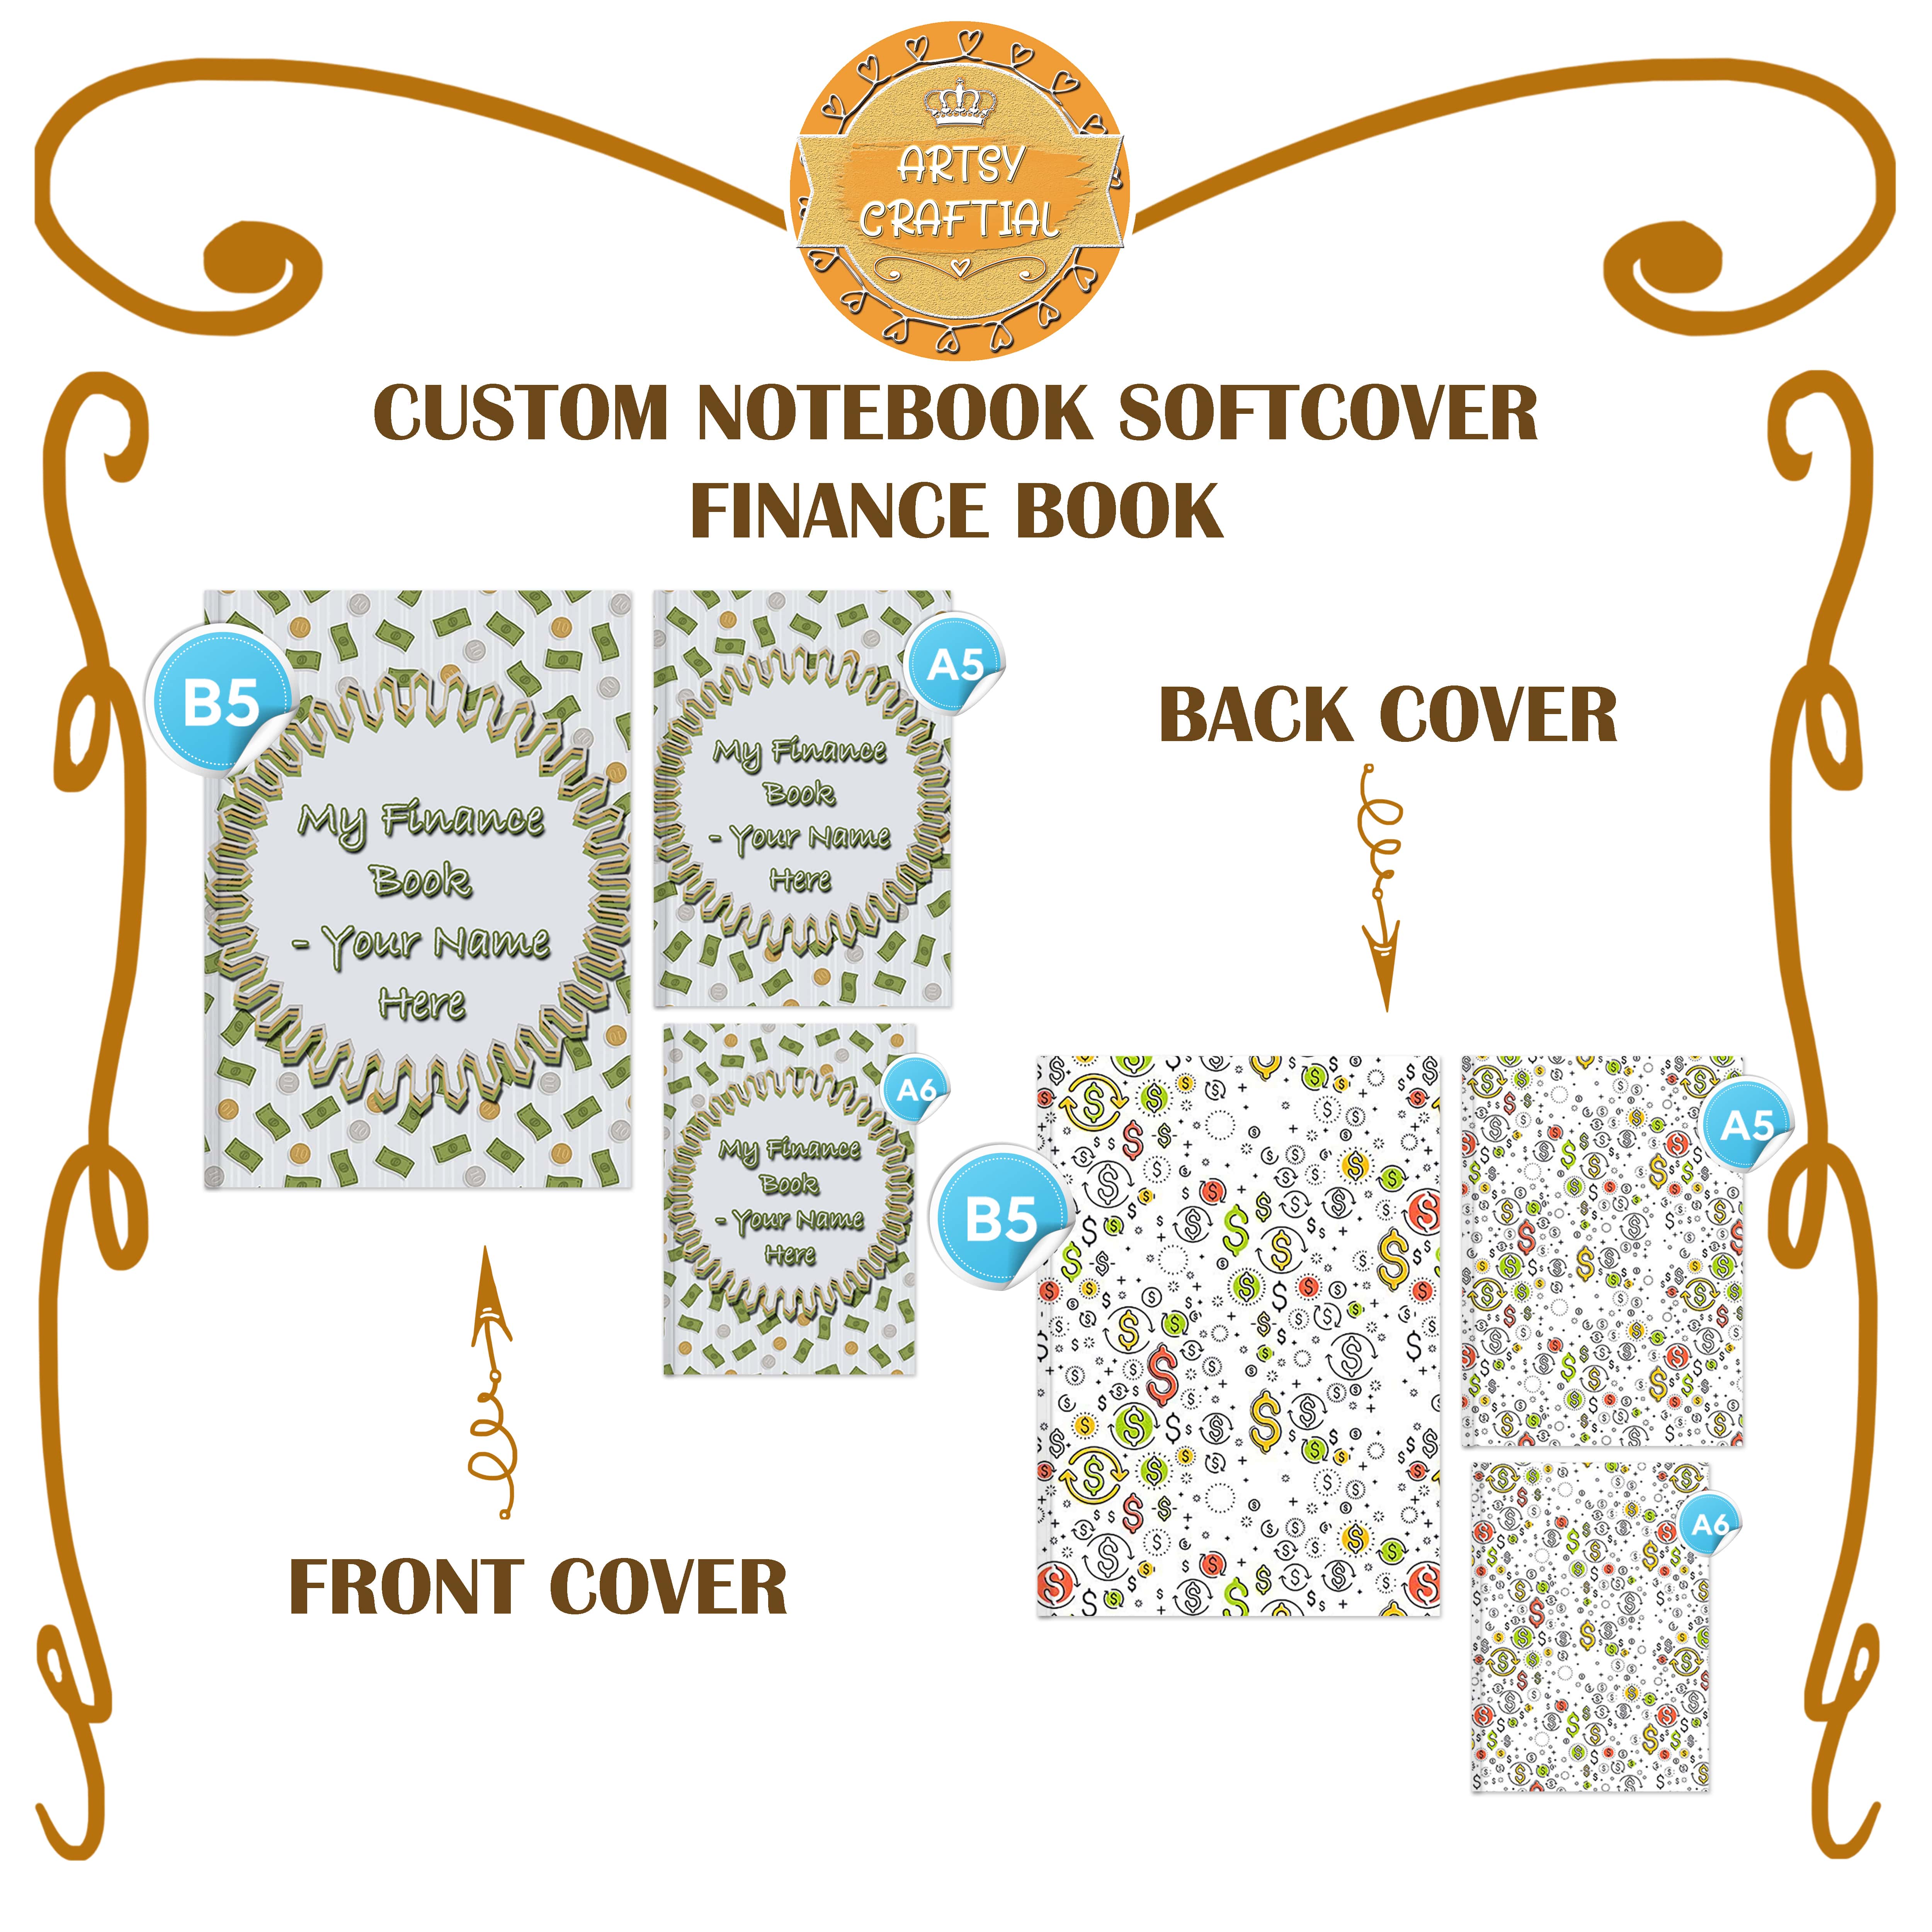 ARTSY
CRAFTIAL
CUSTOM NOTEBOOK SOFTCOVER
FINANCE BOOK
B5
My Finance
Book
- Your Name
Here
A5
My Finance
Book
- Your Name
Here
A6
My Finance
Book
- Your Name
Here
FRONT COVER
BACK COVER
B5
A5
A6